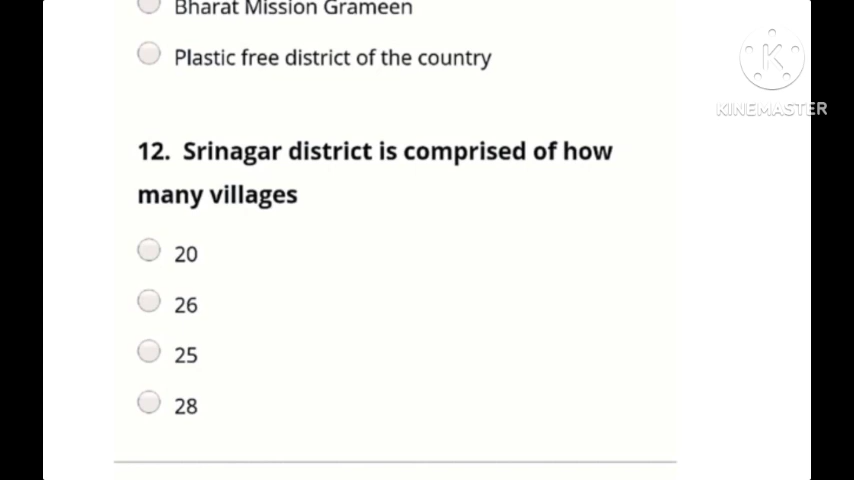 Bharat Mission Grameen
Plastic free district of the country
KINEMASTER
12. Srinagar district is comprised of how
many villages
20
26
25
28